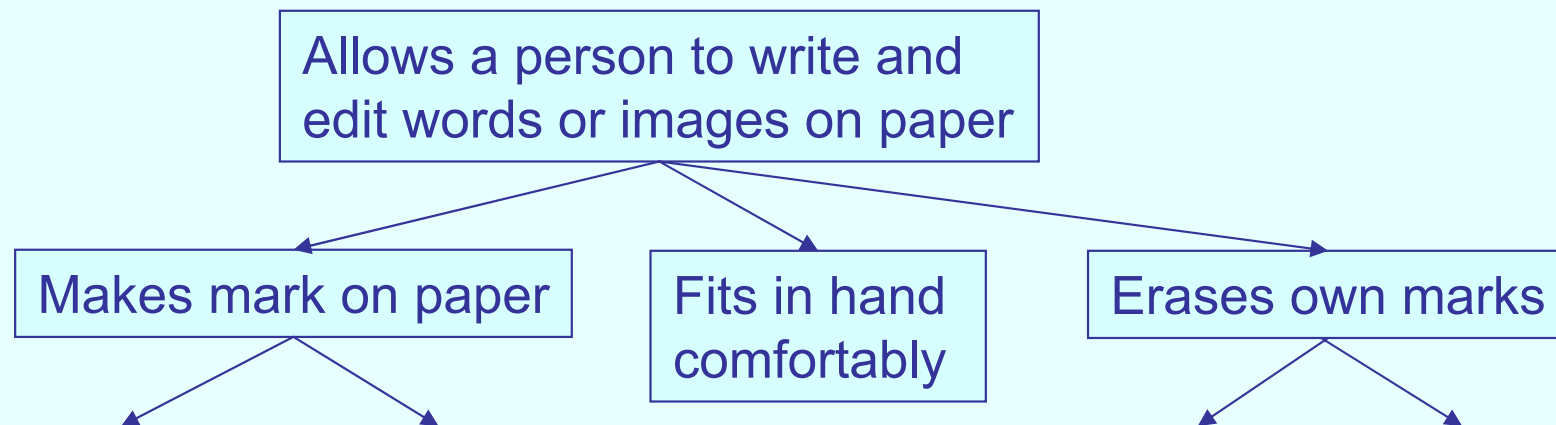 Allows a person to write and
edit words or images on paper
Makes mark on paper
Fits in hand
comfortably
Erases own marks